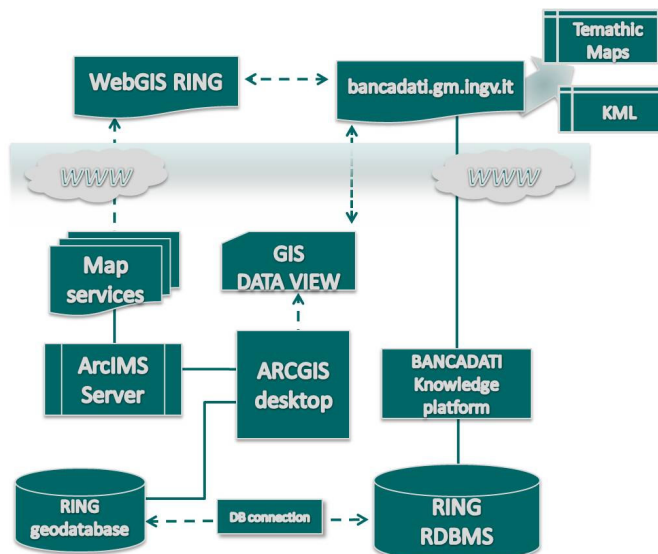 Temathic
Maps
WebGIS RING
bancadati.gm.ingv.it
KML
www
www
Map
services
GIS
DATA VIEW
ArcIMS
Server
ARCGIS
desktop
BANCADATI
Knowledge
platform
RING
geodatabase
DB connection
RING
RDBMS